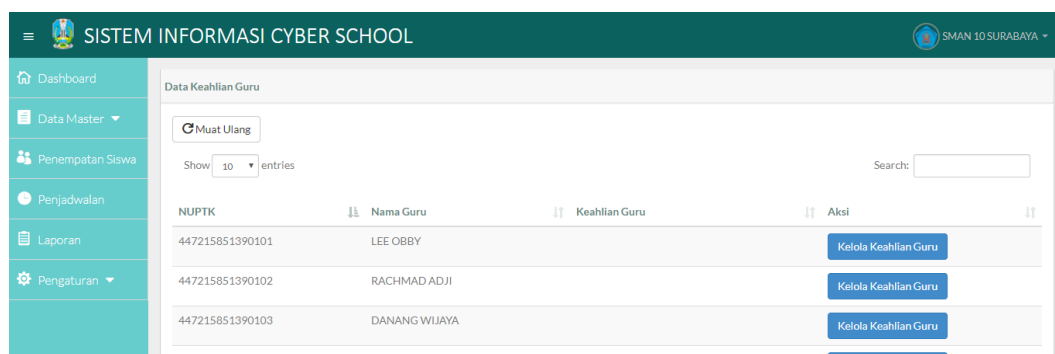 SISTEM INFORMASI CYBER SCHOOL
SMAN 10 SURABAYA
Dashboard
Data Master
Penempatan Siswa
Penjadwalan
Laporan
Pengaturan
Data Keahlian Guru
Muat Ulang
Show 10 entries
Search:
NUPTK Nama Guru Keahlian Guru Aksi
447215851390101 LEE OBBY Kelola Keahlian Guru
447215851390102 RACHMAD ADJI Kelola Keahlian Guru
447215851390103 DANANG WIJAYA Kelola Keahlian Guru